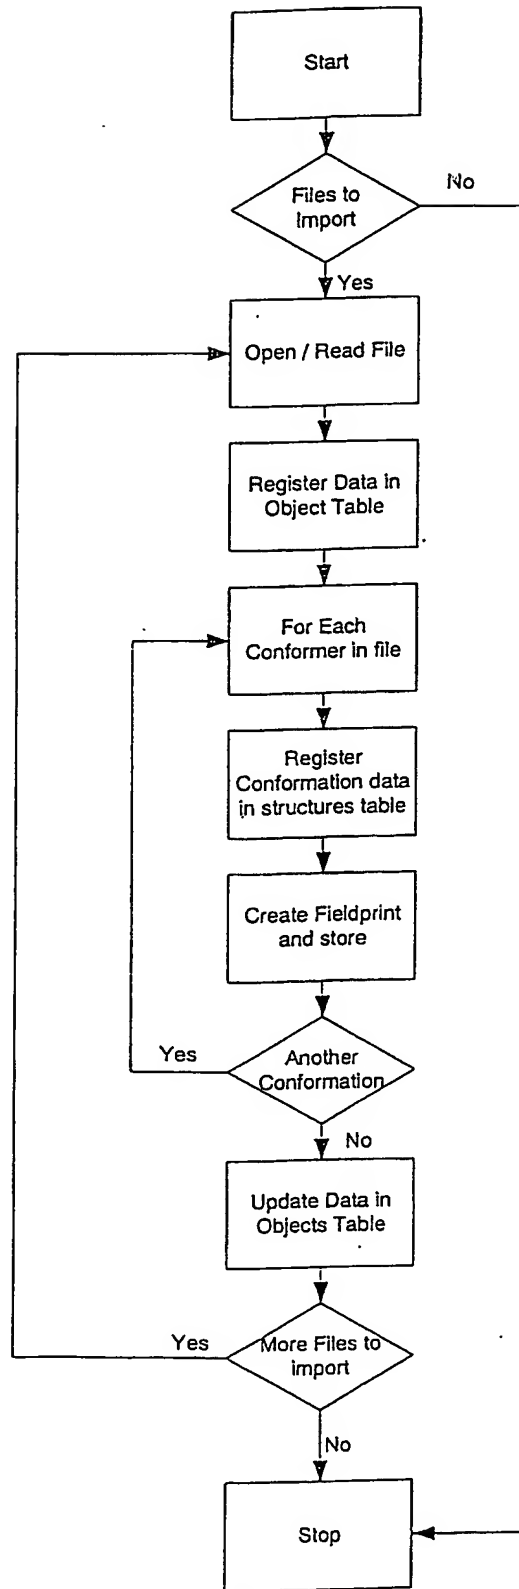 Start
Files to
Import
No
Yes
Open / Read File
Register Data in
Object Table
For Each
Conformer in file
Register
Conformation data
in structures table
Create Fieldprint
and store
Another
Conformation
Yes
No
Update Data in
Objects Table
More Files to
import
Yes
No
Stop